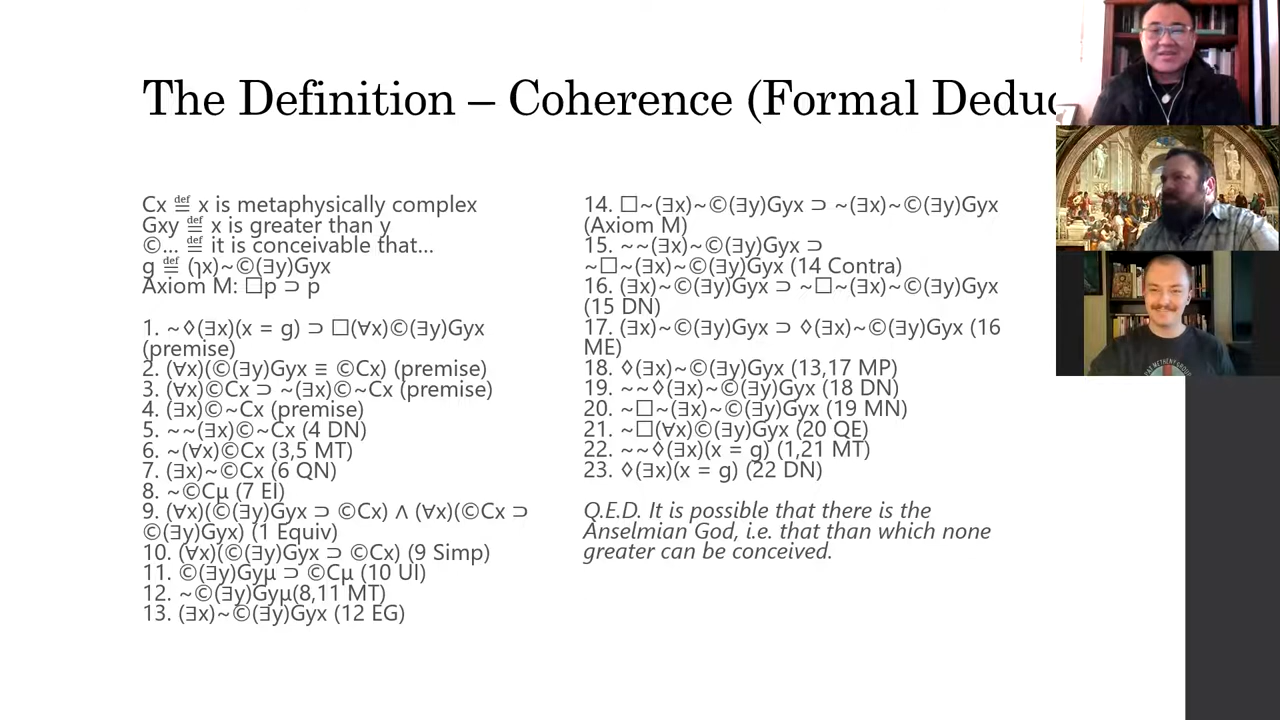 The Definition – Coherence (Formal Deduc
Cx ≝ x is metaphysically complex
Gxy ≝ x is greater than y
©... ≝ it is conceivable that...
g ≝ (ɿx)~©(∃y)Gyx
Axiom M: □p ⊃ p
1. ~◊(∃x)(x = g) ⊃ □(∀x)©(∃y)Gyx
(premise)
2. (∀x)(©(∃y)Gyx ≡ ©Cx) (premise)
3. (∀x)©Cx ⊃ ~(∃x)©~Cx (premise)
4. (∃x)©~Cx (premise)
5. ~~(∃x)©~Cx (4 DN)
6. ~(∀x)©Cx (3,5 MT)
7. (∃x)~©Cx (6 QN)
8. ~©Cμ (7 EI)
9. (∀x)(©(∃y)Gyx ⊃ ©Cx) ∧ (∀x)(©Cx ⊃
©(∃y)Gyx) (1 Equiv)
10. (∀x)(©(∃y)Gyx ⊃ ©Cx) (9 Simp)
11. ©(∃y)Gyμ ⊃ ©Cμ (10 UI)
12. ~©(∃y)Gyμ(8,11 MT)
13. (∃x)~©(∃y)Gyx (12 EG)
14. □~(∃x)~©(∃y)Gyx ⊃ ~(∃x)~©(∃y)Gyx
(Axiom M)
15. ~~(∃x)~©(∃y)Gyx ⊃
~□~(∃x)~©(∃y)Gyx (14 Contra)
16. (∃x)~©(∃y)Gyx ⊃ ~□~(∃x)~©(∃y)Gyx
(15 DN)
17. (∃x)~©(∃y)Gyx ⊃ ◊(∃x)~©(∃y)Gyx (16
ME)
18. ◊(∃x)~©(∃y)Gyx (13,17 MP)
19. ~~◊(∃x)~©(∃y)Gyx (18 DN)
20. ~□~(∃x)~©(∃y)Gyx (19 MN)
21. ~□(∀x)©(∃y)Gyx (20 QE)
22. ~~◊(∃x)(x = g) (1,21 MT)
23. ◊(∃x)(x = g) (22 DN)
Q.E.D. It is possible that there is the
Anselmian God, i.e. that than which none
greater can be conceived.